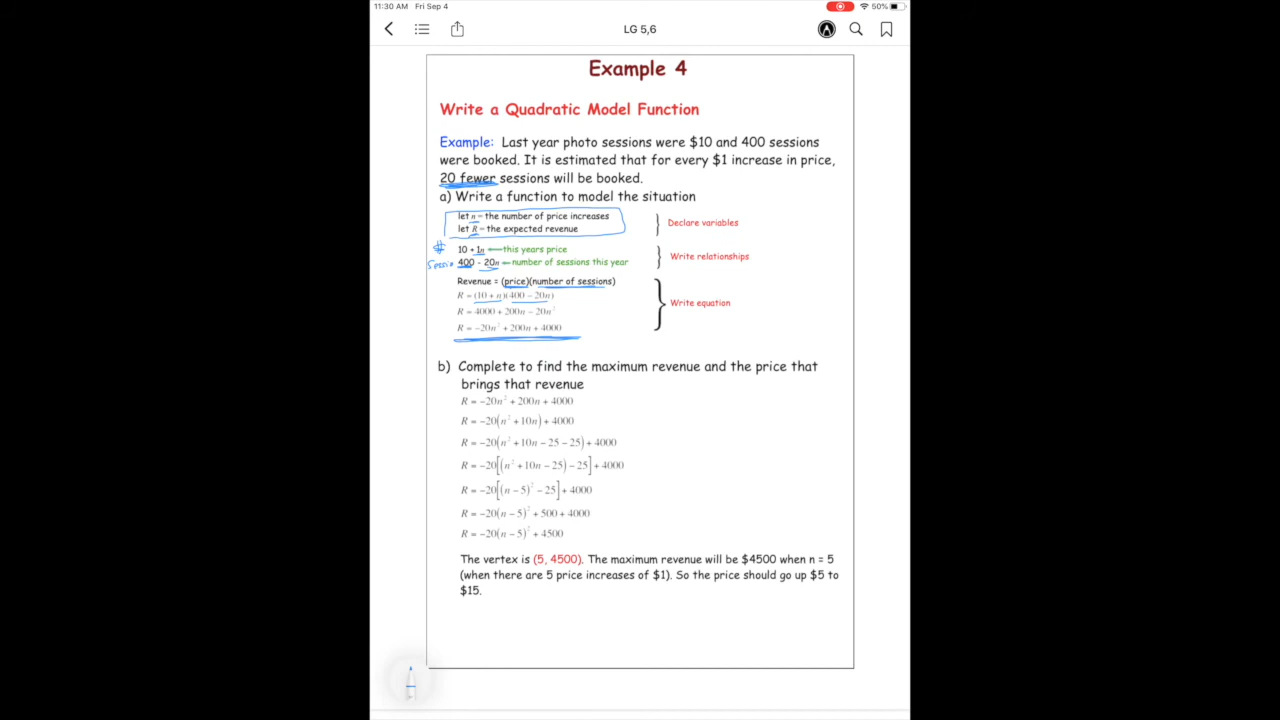 11:30 AM Fri Sep 4
50%
LG 5,6
Example 4
Write a Quadratic Model Function
Example: Last year photo sessions were $10 and 400 sessions
were booked. It is estimated that for every $1 increase in price,
20 fewer sessions will be booked.
a) Write a function to model the situation
let n = the number of price increases
let R = the expected revenue
Declare variables
$ 10 + 1n this years price
Sessio 400 - 20n number of sessions this year
Write relationships
Revenue = (price)(number of sessions)
R = (10 + n)(400 − 20n)
R = 4000 + 200n − 20n²
R = −20n² + 200n + 4000
Write equation
b) Complete to find the maximum revenue and the price that
brings that revenue
R = −20n² + 200n + 4000
R = −20(n² + 10n) + 4000
R = −20(n² + 10n − 25 − 25) + 4000
R = −20[(n² + 10n − 25) − 25] + 4000
R = −20[(n − 5)² − 25] + 4000
R = −20(n − 5)² + 500 + 4000
R = −20(n − 5)² + 4500
The vertex is (5, 4500). The maximum revenue will be $4500 when n = 5
(when there are 5 price increases of $1). So the price should go up $5 to
$15.